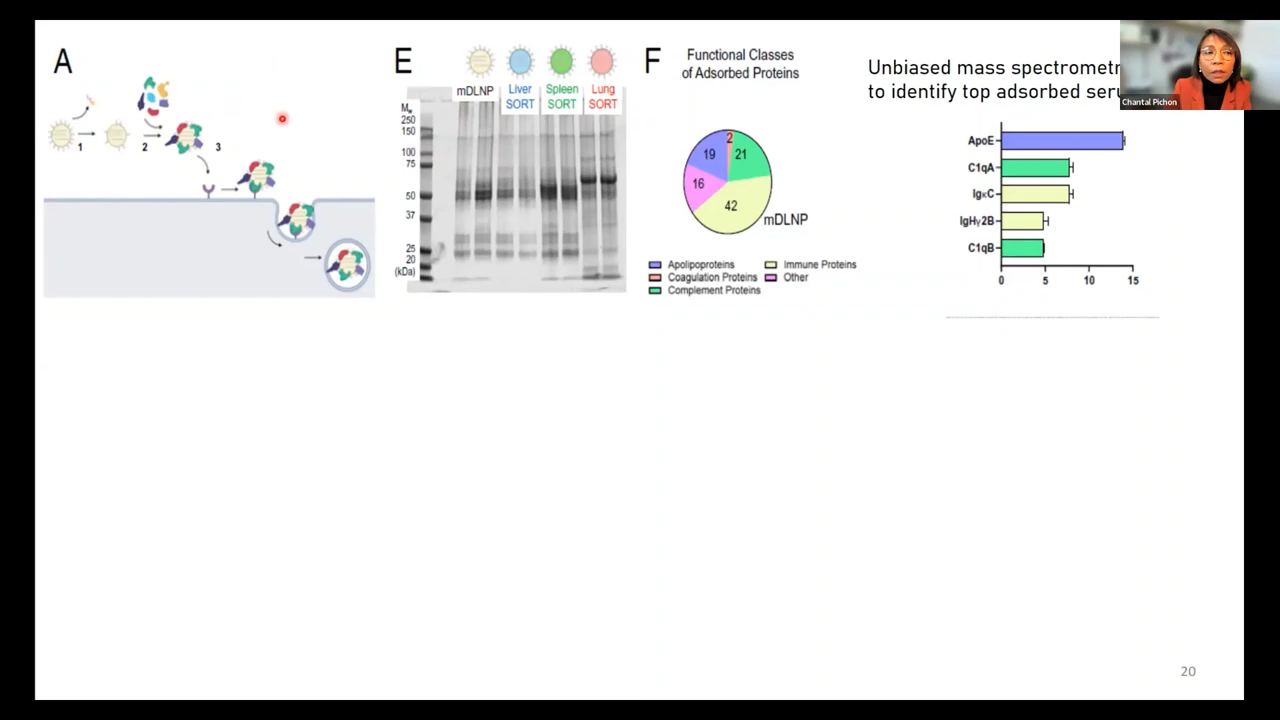 A
1
2
3
E
mDLNP
Liver
SORT
Spleen
SORT
Lung
SORT
Mw
250
150
100
75
50
37
25
20
(kDa)
F
Functional Classes
of Adsorbed Proteins
2
19
21
16
42
mDLNP
Apolipoproteins
Immune Proteins
Coagulation Proteins
Other
Complement Proteins
Unbiased mass
to identify top adsorbed
ApoE
C1qA
IgκC
IgHγ2B
C1qB
0
5
10
15
Chantal Pichon
20